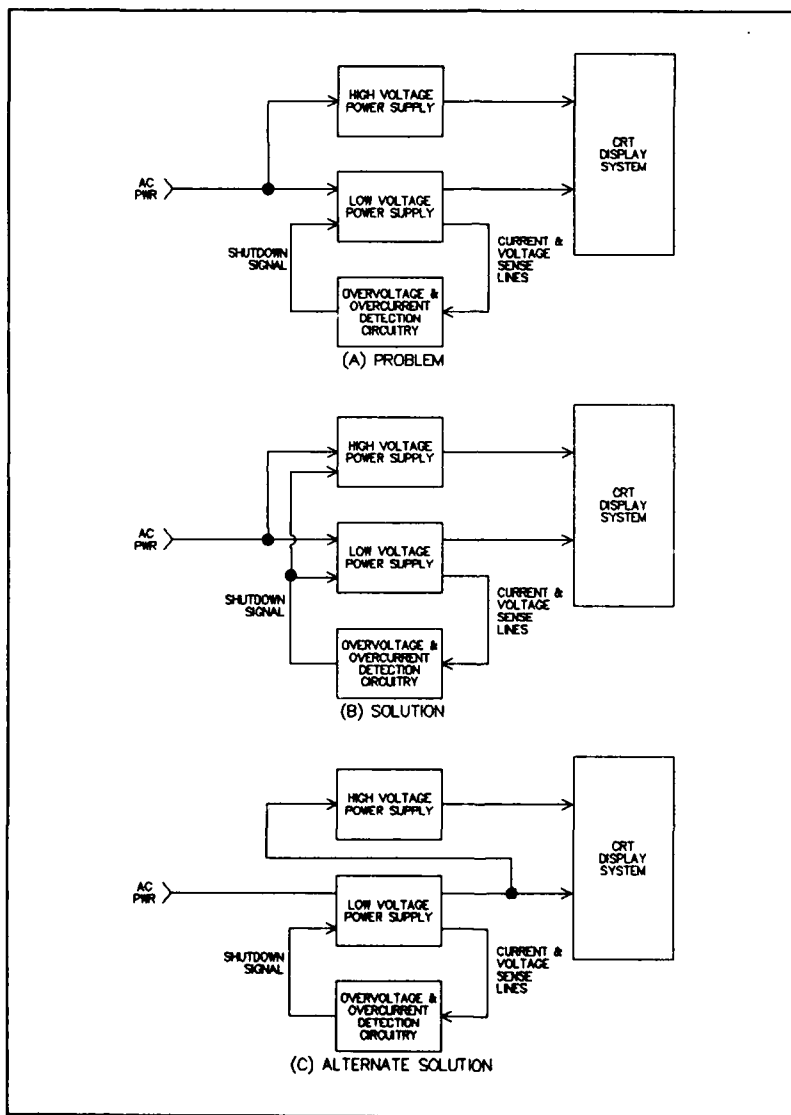 HIGH VOLTAGE
POWER SUPPLY
CRT
DISPLAY
SYSTEM
AC
PWR
LOW VOLTAGE
POWER SUPPLY
SHUTDOWN
SIGNAL
CURRENT &
VOLTAGE
SENSE
LINES
OVERVOLTAGE &
OVERCURRENT
DETECTION
CIRCUITRY
(A) PROBLEM
HIGH VOLTAGE
POWER SUPPLY
CRT
DISPLAY
SYSTEM
AC
PWR
LOW VOLTAGE
POWER SUPPLY
SHUTDOWN
SIGNAL
CURRENT &
VOLTAGE
SENSE
LINES
OVERVOLTAGE &
OVERCURRENT
DETECTION
CIRCUITRY
(B) SOLUTION
HIGH VOLTAGE
POWER SUPPLY
CRT
DISPLAY
SYSTEM
AC
PWR
LOW VOLTAGE
POWER SUPPLY
SHUTDOWN
SIGNAL
CURRENT &
VOLTAGE
SENSE
LINES
OVERVOLTAGE &
OVERCURRENT
DETECTION
CIRCUITRY
(C) ALTERNATE SOLUTION